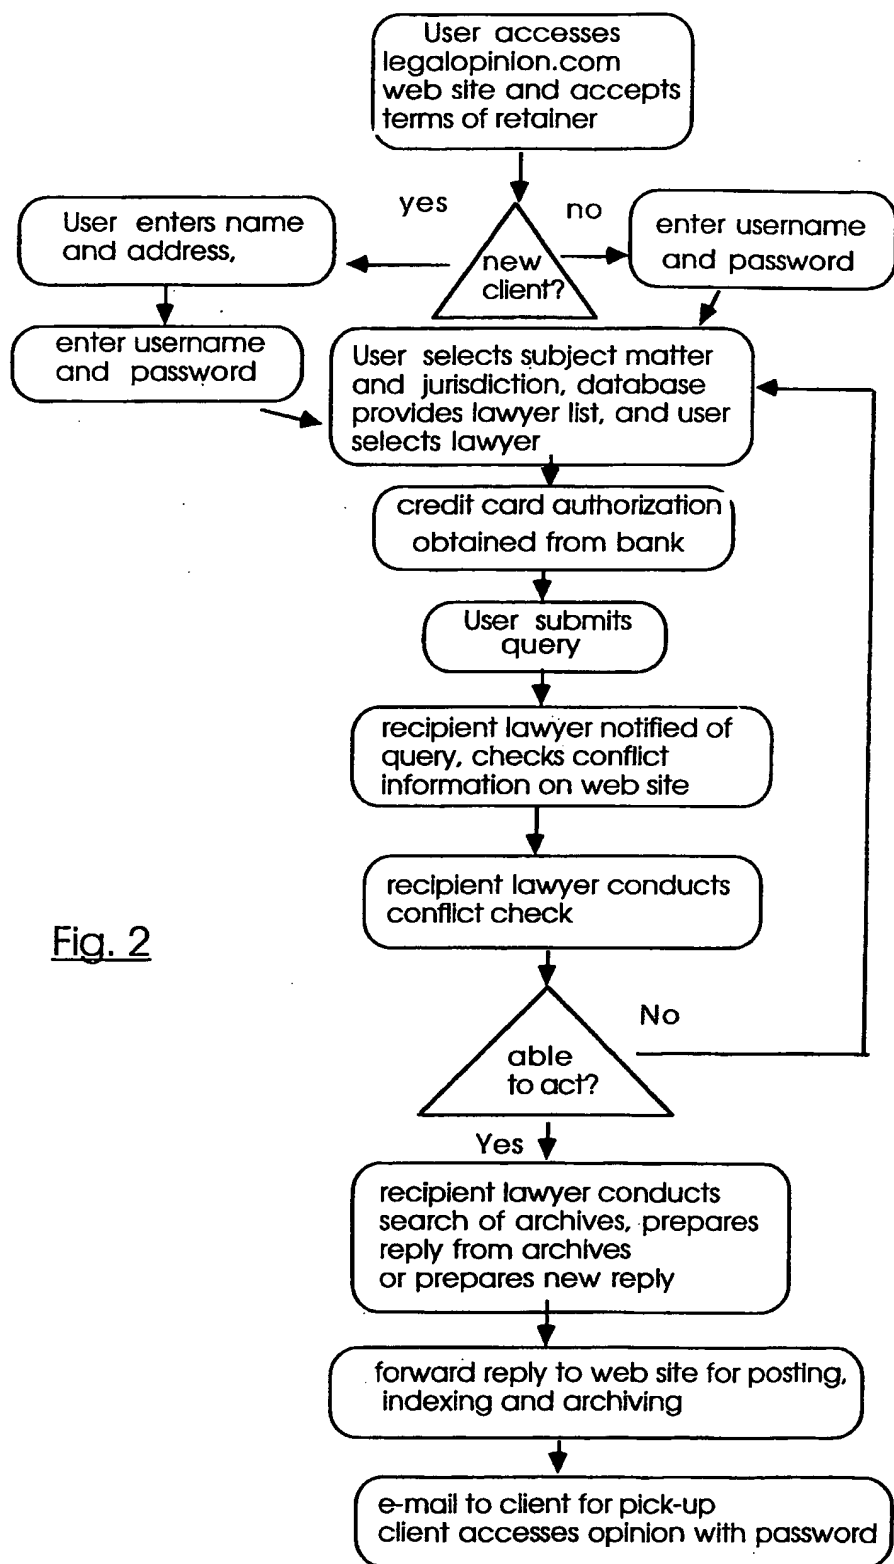 User accesses
legalopinion.com
web site and accepts
terms of retainer
yes
no
new
client?
User enters name
and address,
enter username
and password
enter username
and password
User selects subject matter
and jurisdiction, database
provides lawyer list, and user
selects lawyer
credit card authorization
obtained from bank
User submits
query
recipient lawyer notified of
query, checks conflict
information on web site
recipient lawyer conducts
conflict check
Fig. 2
able
to act?
No
Yes
recipient lawyer conducts
search of archives, prepares
reply from archives
or prepares new reply
forward reply to web site for posting,
indexing and archiving
e-mail to client for pick-up
client accesses opinion with password